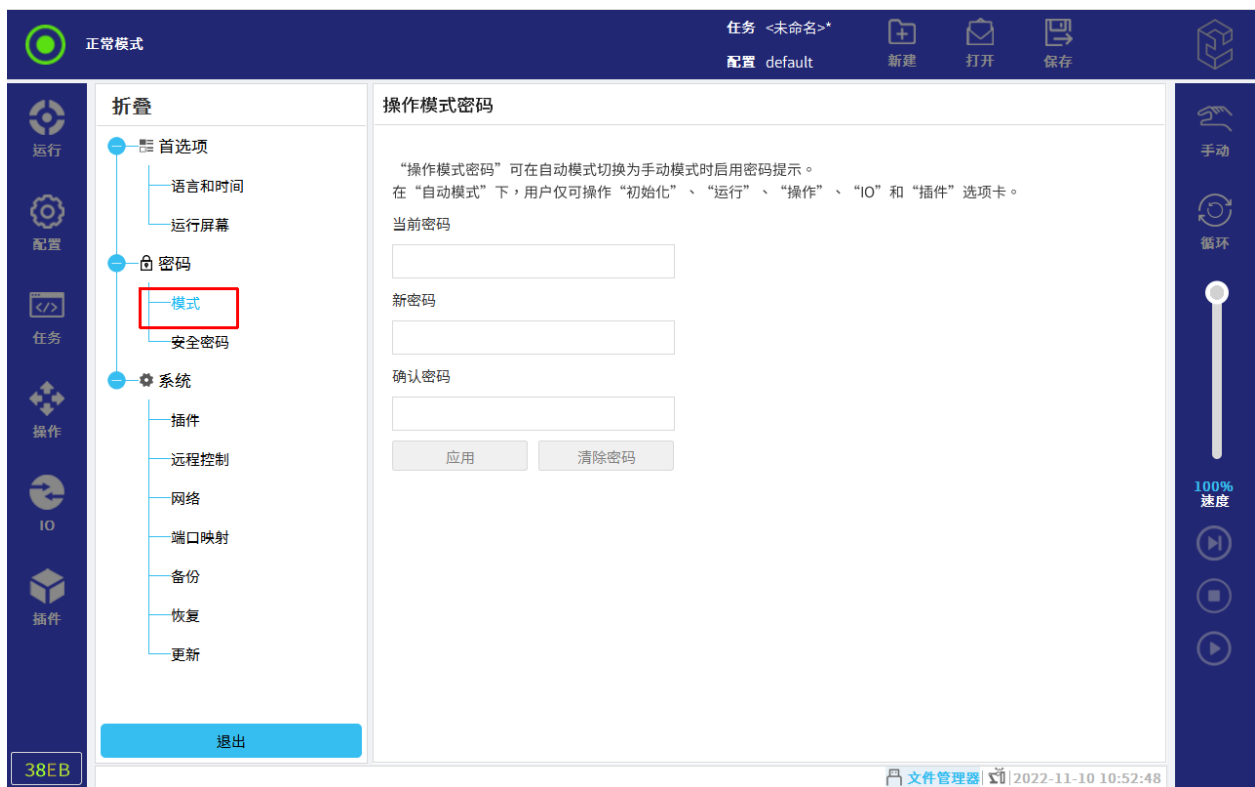 正常模式
任务 <未命名>*
配置 default
新建
打开
保存
运行
配置
任务
操作
IO
插件
38EB
折叠
首选项
语言和时间
运行屏幕
密码
模式
安全密码
系统
插件
远程控制
网络
端口映射
备份
恢复
更新
退出
操作模式密码
“操作模式密码”可在自动模式切换为手动模式时启用密码提示。
在“自动模式”下，用户仅可操作“初始化”、“运行”、“操作”、“IO”和“插件”选项卡。
当前密码
新密码
确认密码
应用
清除密码
手动
循环
100%
速度
文件管理器
2022-11-10 10:52:48